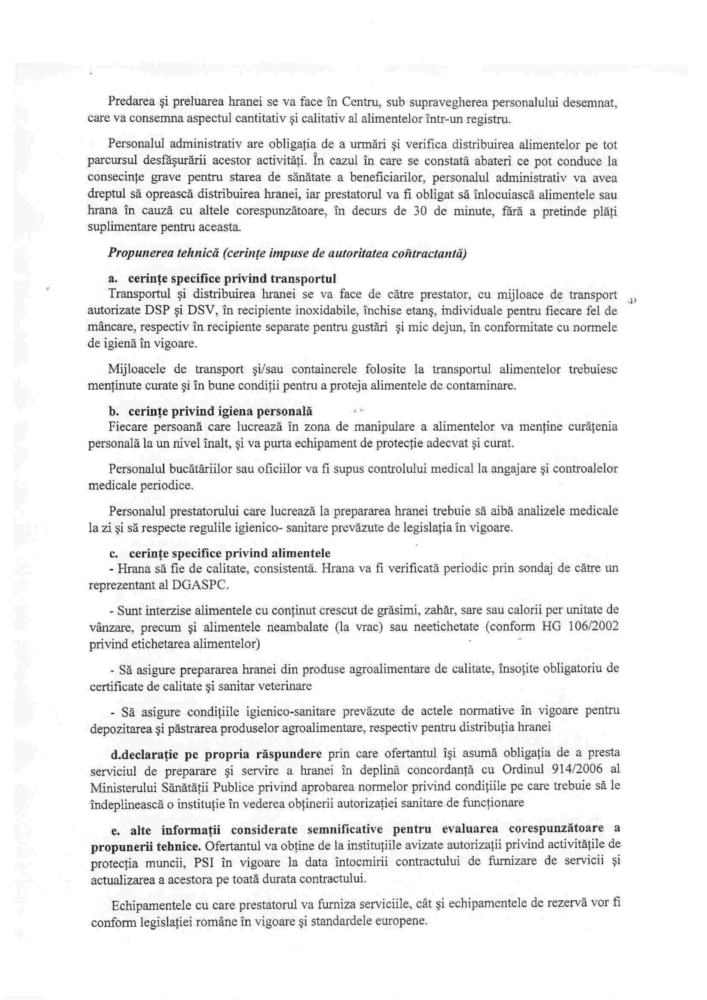 Predarea şi preluarea hranei se va face în Centru, sub supravegherea personalului desemnat,
care va consemna aspectul cantitativ şi calitativ al alimentelor într-un registru.
Personalul administrativ are obligaţia de a urmări şi verifica distribuirea alimentelor pe tot
parcursul desfăşurării acestor activităţi. În cazul în care se constată abateri ce pot conduce la
consecinţe grave pentru starea de sănătate a beneficiarilor, personalul administrativ va avea
dreptul să oprească distribuirea hranei, iar prestatorul va fi obligat să înlocuiască alimentele sau
hrana în cauză cu altele corespunzătoare, în decurs de 30 de minute, fără a pretinde plăţi
suplimentare pentru aceasta.
Propunerea tehnică (cerinţe impuse de autoritatea contractantă)
a. cerinţe specifice privind transportul
Transportul şi distribuirea hranei se va face de către prestator, cu mijloace de transport
autorizate DSP şi DSV, în recipiente inoxidabile, închise etanş, individuale pentru fiecare fel de
mâncare, respectiv în recipiente separate pentru gustări şi mic dejun, în conformitate cu normele
de igienă în vigoare.
Mijloacele de transport şi/sau containerele folosite la transportul alimentelor trebuiesc
menţinute curate şi în bune condiţii pentru a proteja alimentele de contaminare.
b. cerinţe privind igiena personală
Fiecare persoană care lucrează în zona de manipulare a alimentelor va menţine curăţenia
personală la un nivel înalt, şi va purta echipament de protecţie adecvat şi curat.
Personalul bucătăriilor sau oficiilor va fi supus controlului medical la angajare şi controalelor
medicale periodice.
Personalul prestatorului care lucrează la prepararea hranei trebuie să aibă analizele medicale
la zi şi să respecte regulile igienico- sanitare prevăzute de legislaţia în vigoare.
c. cerinţe specifice privind alimentele
- Hrana să fie de calitate, consistentă. Hrana va fi verificată periodic prin sondaj de către un
reprezentant al DGASPC.
- Sunt interzise alimentele cu conţinut crescut de grăsimi, zahăr, sare sau calorii per unitate de
vânzare, precum şi alimentele neambalate (la vrac) sau neetichetate (conform HG 106/2002
privind etichetarea alimentelor)
- Să asigure prepararea hranei din produse agroalimentare de calitate, însoţite obligatoriu de
certificate de calitate şi sanitar veterinare
- Să asigure condiţiile igienico-sanitare prevăzute de actele normative în vigoare pentru
depozitarea şi păstrarea produselor agroalimentare, respectiv pentru distribuţia hranei
d.declaraţie pe propria răspundere prin care ofertantul îşi asumă obligaţia de a presta
serviciul de preparare şi servire a hranei în deplină concordanţă cu Ordinul 914/2006 al
Ministerului Sănătăţii Publice privind aprobarea normelor privind condiţiile pe care trebuie să le
îndeplinească o instituţie în vederea obţinerii autorizaţiei sanitare de funcţionare
e. alte informaţii considerate semnificative pentru evaluarea corespunzătoare a
propunerii tehnice. Ofertantul va obţine de la instituţiile avizate autorizaţii privind activităţile de
protecţia muncii, PSI în vigoare la data întocmirii contractului de furnizare de servicii şi
actualizarea a acestora pe toată durata contractului.
Echipamentele cu care prestatorul va furniza serviciile, cât şi echipamentele de rezervă vor fi
conform legislaţiei române în vigoare şi standardele europene.